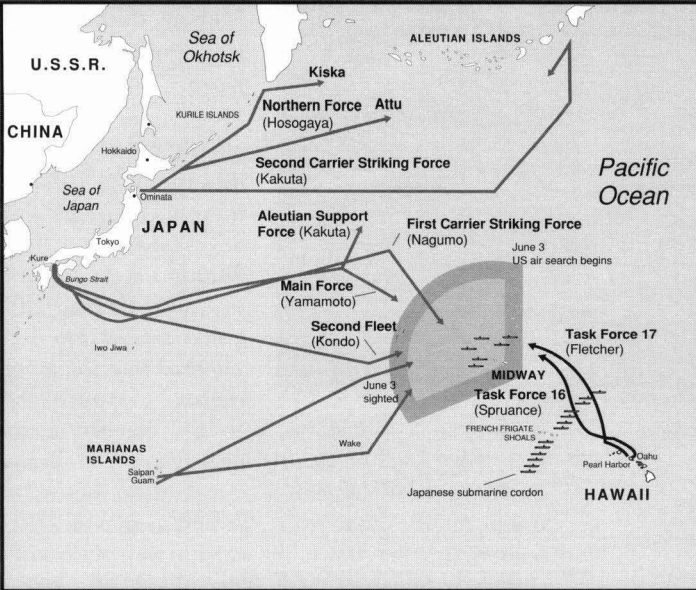 Sea of
Okhotsk
ALEUTIAN ISLANDS
U.S.S.R.
Kiska
KURILE ISLANDS
Northern Force
(Hosogaya)
Attu
CHINA
Hokkaido
Second Carrier Striking Force
(Kakuta)
Pacific
Ocean
Sea of
Japan
Ominata
JAPAN
Aleutian Support
Force (Kakuta)
First Carrier Striking Force
(Nagumo)
Tokyo
June 3
US air search begins
Kure
Bungo Strait
Main Force
(Yamamoto)
Second Fleet
(Kondo)
Iwo Jiwa
Task Force 17
(Fletcher)
MIDWAY
June 3
sighted
Task Force 16
(Spruance)
FRENCH FRIGATE
SHOALS
Wake
MARIANAS
ISLANDS
Saipan
Guam
Oahu
Pearl Harbor
Japanese submarine cordon
HAWAII